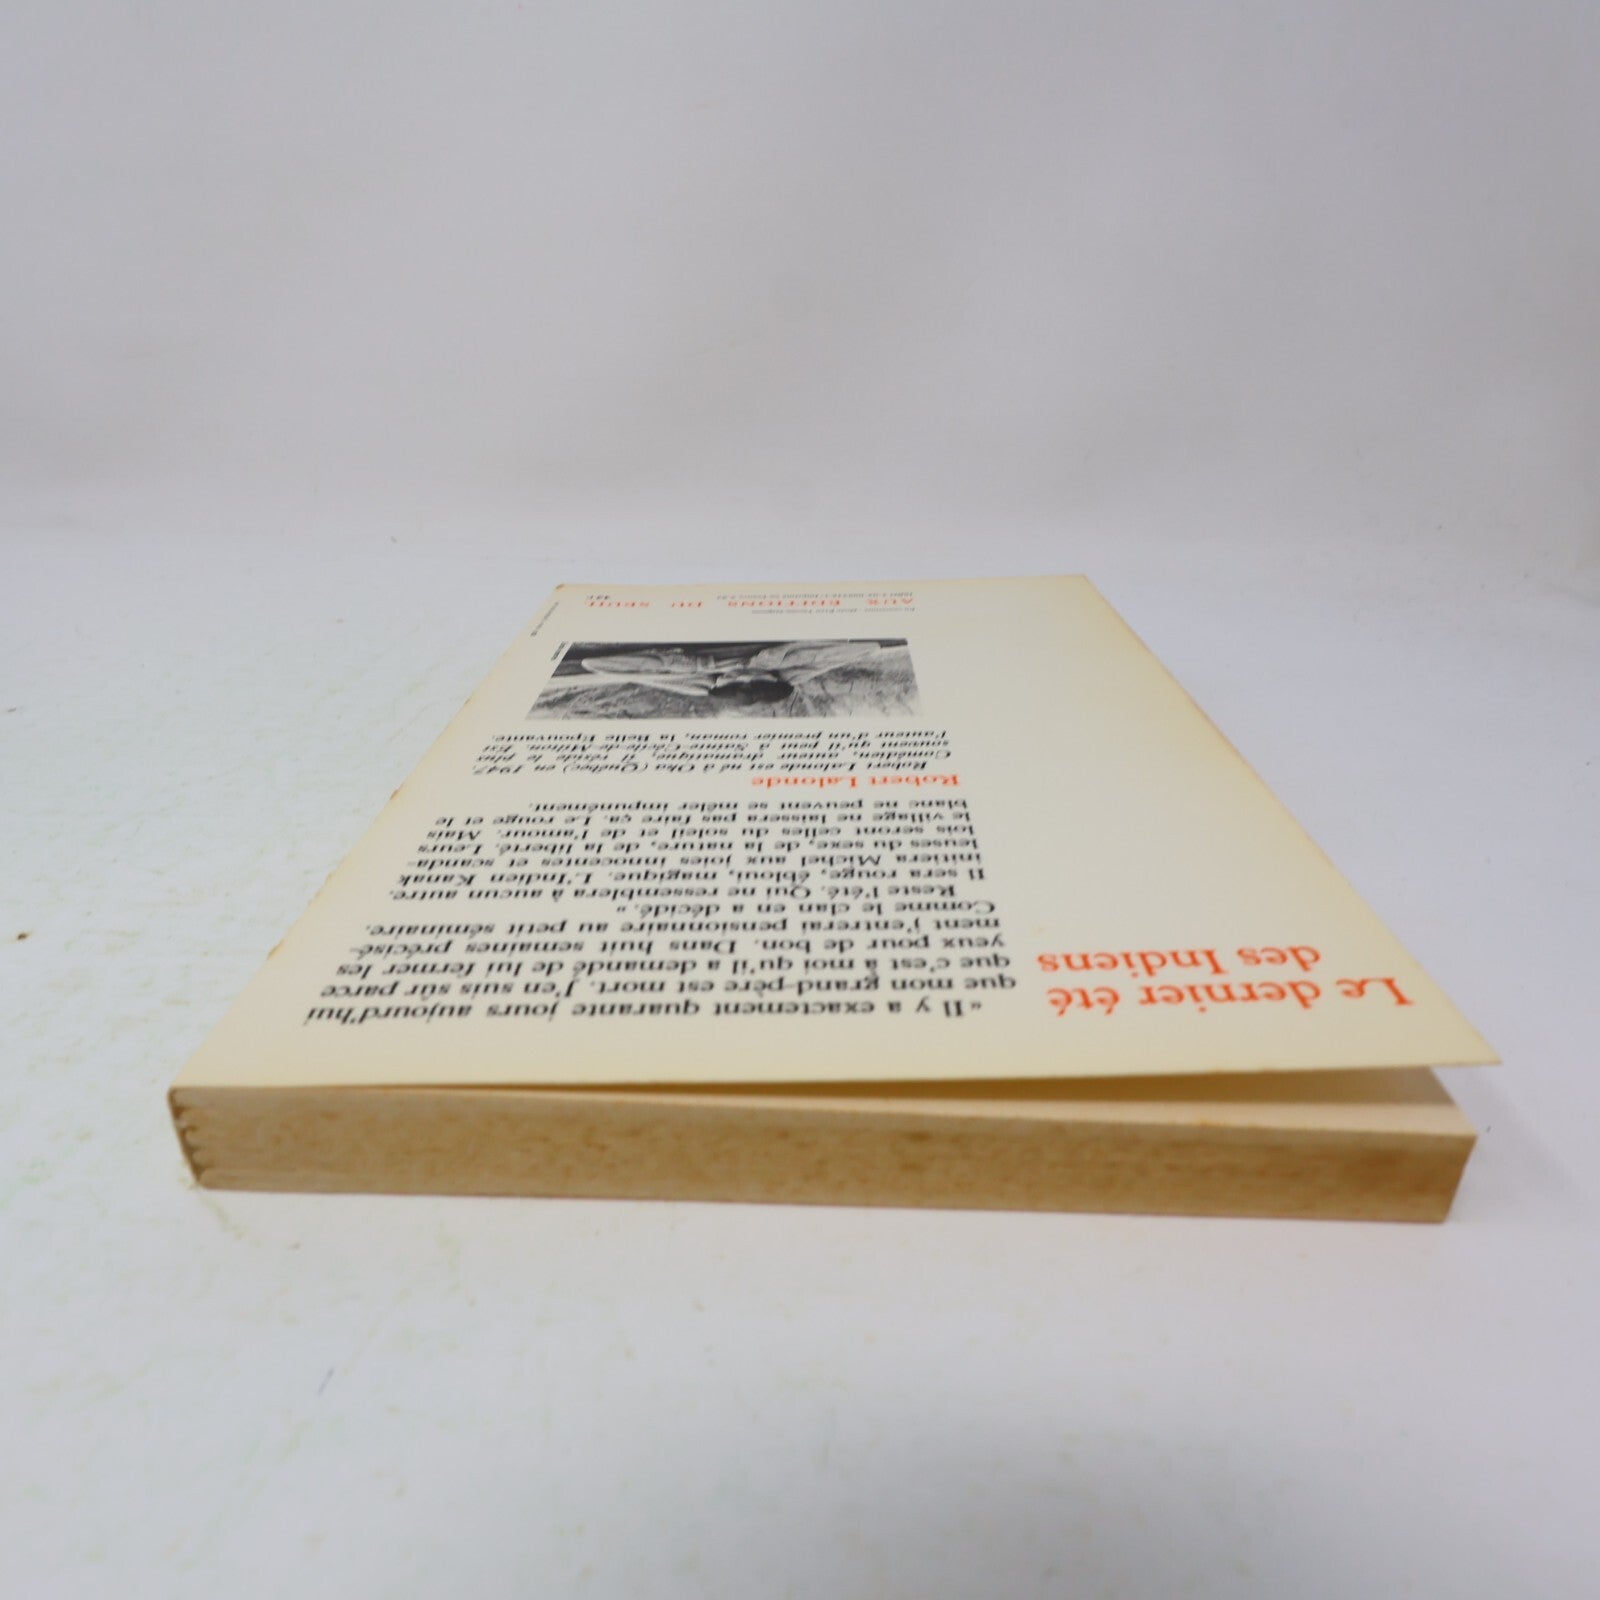 Le dernier été
des Indiens
« Il y a exactement quarante jours aujourd'hui
que mon grand-père est mort. J'en suis sûr parce
que c'est à moi qu'il a demandé de lui fermer les
yeux pour de bon. Dans huit semaines précisé-
ment j'entrerai pensionnaire au petit séminaire.
Comme le clan en a décidé. »
Reste l'été. Qui ne ressemblera à aucun autre.
Il sera rouge, ébloui, magique. L'Indien Kanak
initiera Michel aux joies innocentes et scanda-
leuses du sexe, de la nature, de la liberté. Leurs
lois seront celles du soleil et de l'amour. Mais
le village ne laissera pas faire ça. Le rouge et le
blanc ne peuvent se mêler impunément.
Robert Lalonde
Robert Lalonde est né à Oka (Québec) en 1947.
Comédien, auteur dramatique, il réside le plus
souvent qu'il peut à Sainte-Cécile-de-Milton. Est
l'auteur d'un premier roman, la Belle Épouvante.
AUX ÉDITIONS DU SEUIL